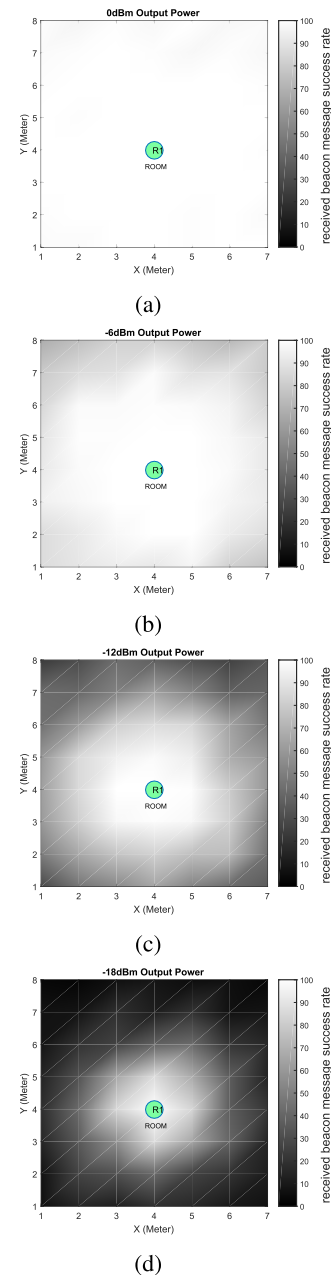 0dBm Output Power
8
7
6
5
4
3
2
1
Y (Meter)
R1
ROOM
1 2 3 4 5 6 7
X (Meter)
100
90
80
70
60
50
40
30
20
10
0
received beacon message success rate
(a)
-6dBm Output Power
8
7
6
5
4
3
2
1
Y (Meter)
R1
ROOM
1 2 3 4 5 6 7
X (Meter)
100
90
80
70
60
50
40
30
20
10
0
received beacon message success rate
(b)
-12dBm Output Power
8
7
6
5
4
3
2
1
Y (Meter)
R1
ROOM
1 2 3 4 5 6 7
X (Meter)
100
90
80
70
60
50
40
30
20
10
0
received beacon message success rate
(c)
-18dBm Output Power
8
7
6
5
4
3
2
1
Y (Meter)
R1
ROOM
1 2 3 4 5 6 7
X (Meter)
100
90
80
70
60
50
40
30
20
10
0
received beacon message success rate
(d)